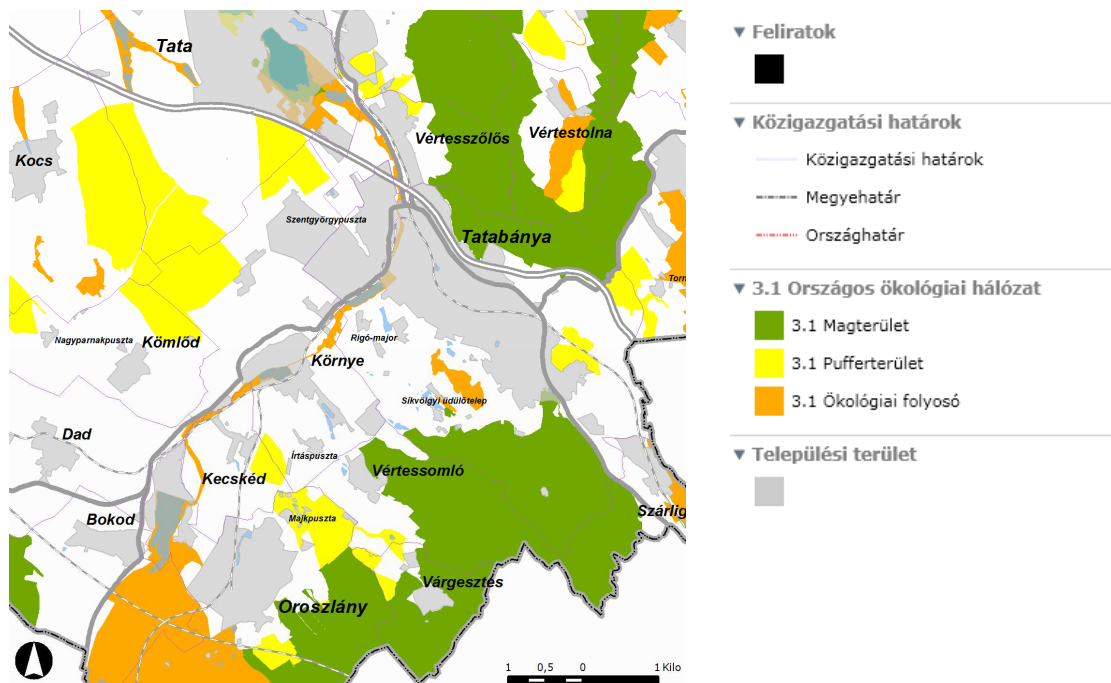 Tata
Kocs
Vértesszőlős
Vértestolna
Szentgyörgypuszta
Tatabánya
Torn
Nagyparnakpuszta
Kömlőd
Rigó-major
Környe
Síkvölgyi üdülőtelep
Dad
Írtáspuszta
Vértessomló
Kecskéd
Bokod
Majkpuszta
Szárlig
Várgesztes
Oroszlány
1 0,5 0 1 Kilo
Feliratok
Közigazgatási határok
Közigazgatási határok
Megyehatár
Országhatár
3.1 Országos ökológiai hálózat
3.1 Magterület
3.1 Pufferterület
3.1 Ökológiai folyosó
Települési terület